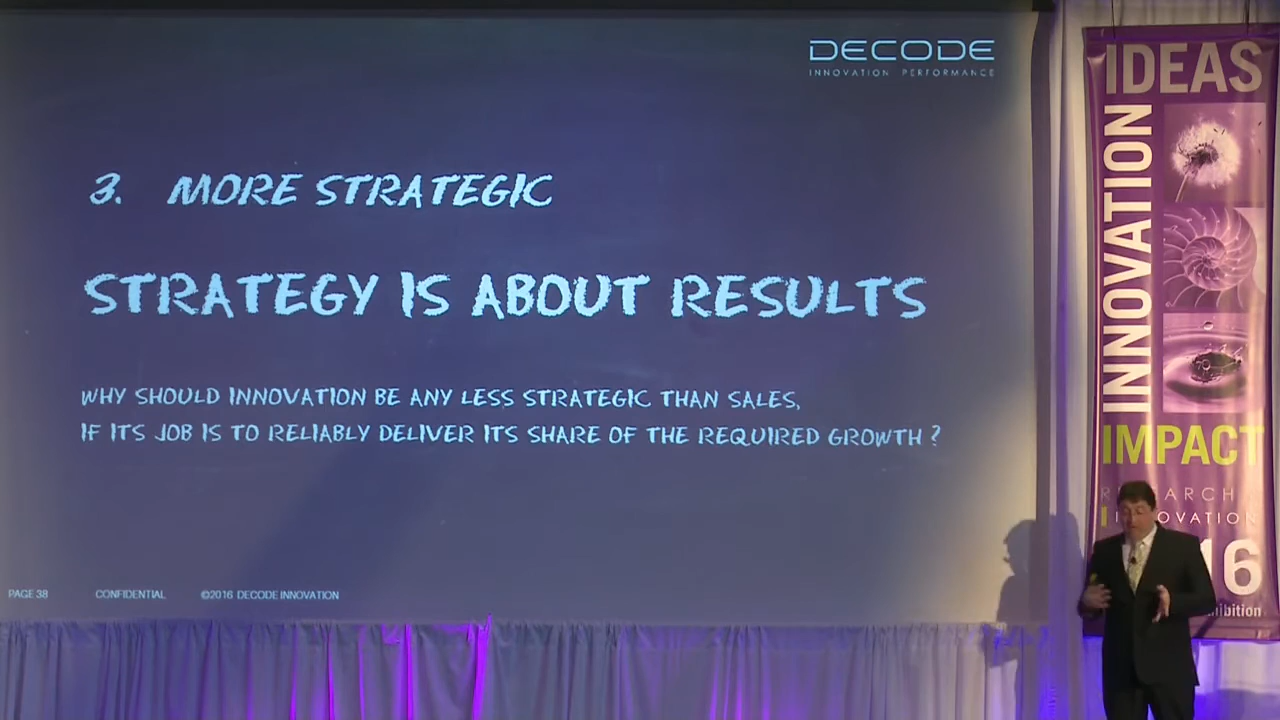 DECODE
INNOVATION PERFORMANCE
3. MORE STRATEGIC
STRATEGY IS ABOUT RESULTS
WHY SHOULD INNOVATION BE ANY LESS STRATEGIC THAN SALES,
IF ITS JOB IS TO RELIABLY DELIVER ITS SHARE OF THE REQUIRED GROWTH ?
PAGE 38 CONFIDENTIAL ©2016 DECODE INNOVATION
IDEAS
INNOVATION
IMPACT